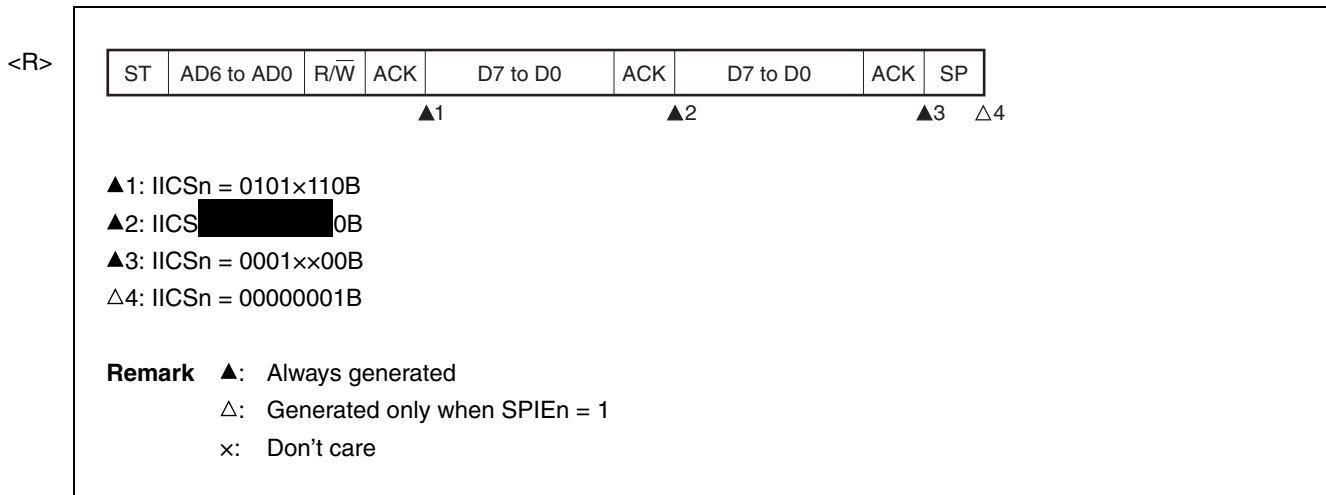 <R>
ST AD6 to AD0 R/W̅ ACK D7 to D0 ACK D7 to D0 ACK SP
▲1 ▲2 ▲3 △4
▲1: IICSn = 0101×110B
▲2: IICS 0B
▲3: IICSn = 0001××00B
△4: IICSn = 00000001B
Remark ▲: Always generated
△: Generated only when SPIEn = 1
×: Don't care